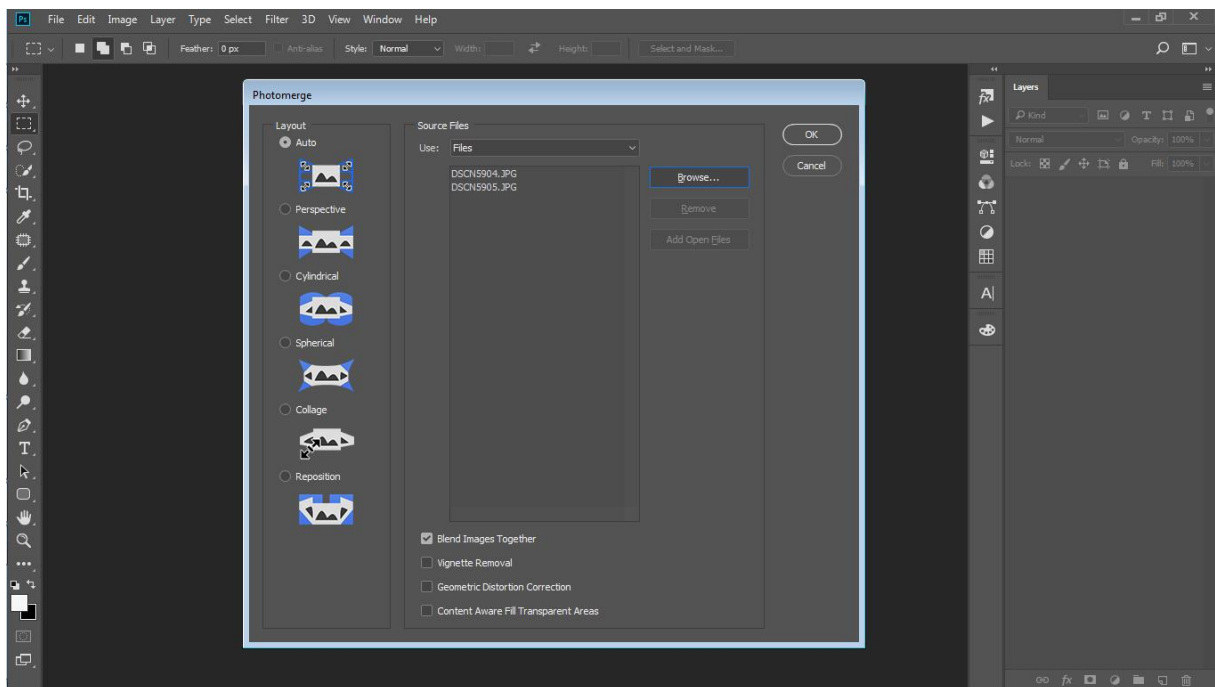 Ps File Edit Image Layer Type Select Filter 3D View Window Help
Feather: 0 px Anti-alias Style: Normal Width: Height: Select and Mask...
Photomerge
Layout
Auto
Perspective
Cylindrical
Spherical
Collage
Reposition
Source Files
Use: Files
DSCN5904.JPG
DSCN5905.JPG
Browse...
Remove
Add Open Files
Blend Images Together
Vignette Removal
Geometric Distortion Correction
Content Aware Fill Transparent Areas
OK
Cancel
Layers
Kind
Normal Opacity: 100%
Lock: Fill: 100%